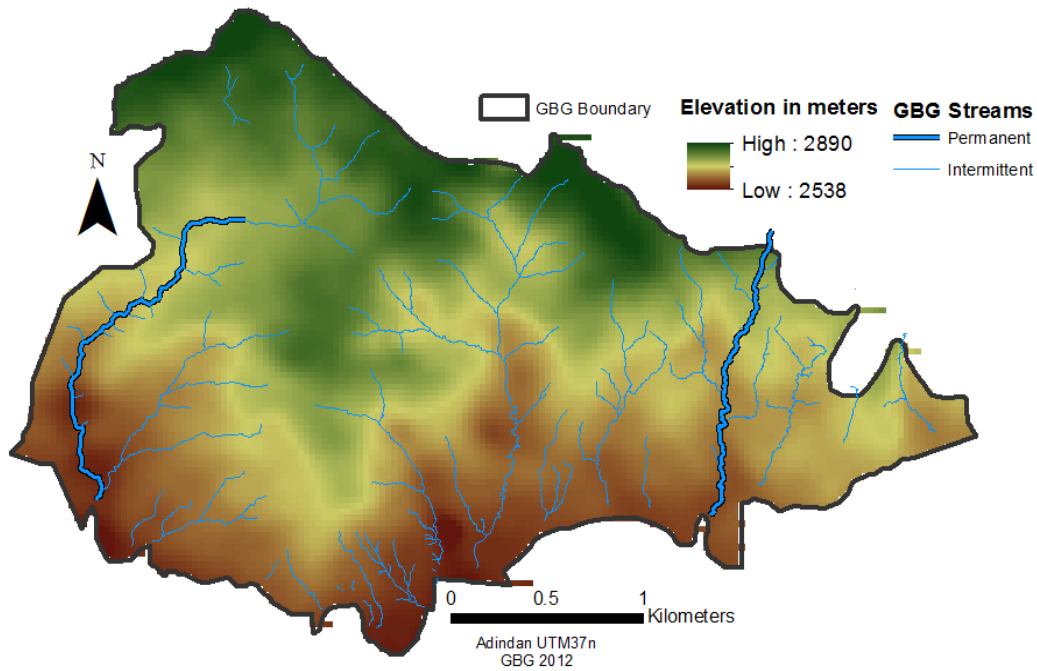 GBG Boundary
Elevation in meters
High : 2890
Low : 2538
GBG Streams
Permanent
Intermittent
N
0 0.5 1
Kilometers
Adindan UTM37n
GBG 2012